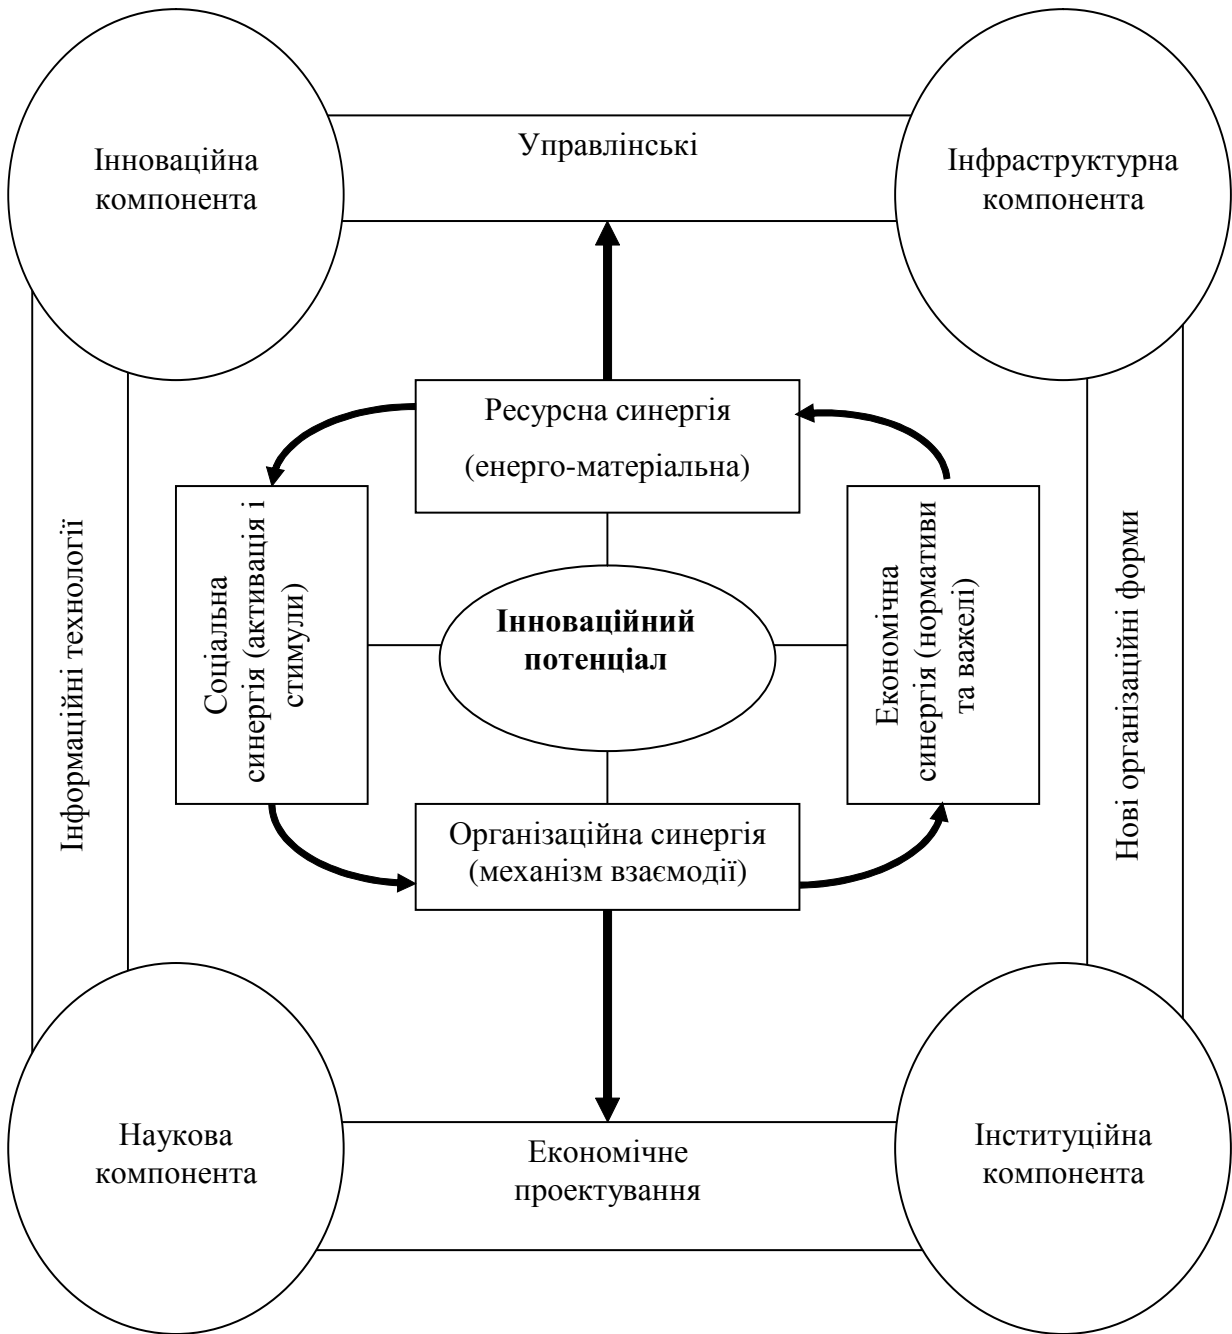 Інноваційна
компонента
Управлінські
Інфраструктурна
компонента
Ресурсна синергія
(енерго-матеріальна)
Інформаційні технології
Соціальна
синергія (активація і
стимули)
Інноваційний
потенціал
Економічна
синергія (нормативи
та важелі)
Нові організаційні форми
Організаційна синергія
(механізм взаємодії)
Наукова
компонента
Економічне
проектування
Інституційна
компонента